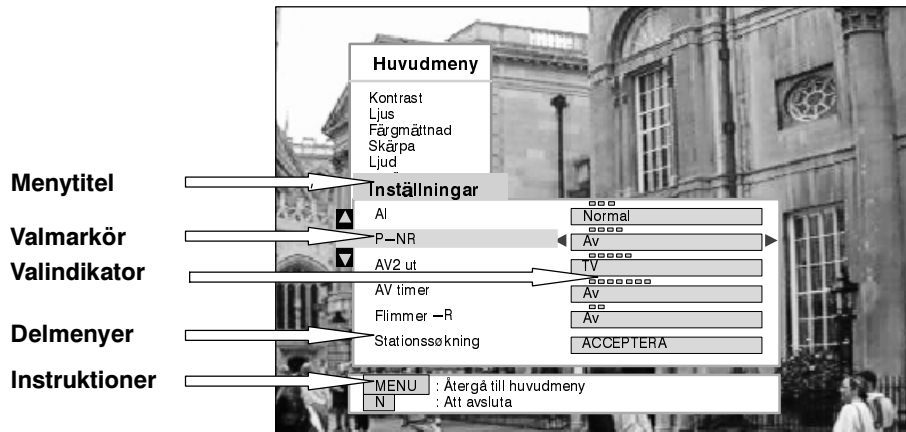 Huvudmeny
Kontrast
Ljus
Färgmättnad
Skärpa
Ljud
Menytitel
Inställningar
AI
Normal
Valmarkör
P–NR
Av
Valindikator
AV2 ut
TV
AV timer
Av
Flimmer –R
Av
Delmenyer
Stationssøkning
ACCEPTERA
Instruktioner
MENU : Återgå till huvudmeny
N : Att avsluta